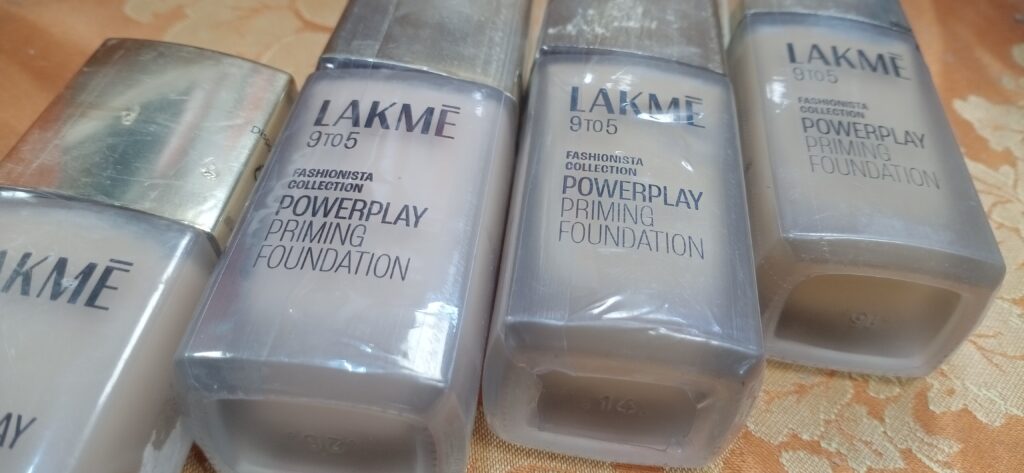 LAKMĒ
9TO5
FASHIONISTA
COLLECTION
POWERPLAY
PRIMING
FOUNDATION
LAKMĒ
9TO5
FASHIONISTA
COLLECTION
POWERPLAY
PRIMING
FOUNDATION
14
LAKMĒ
9TO5
FASHIONISTA
COLLECTION
POWERPLAY
PRIMING
FOUNDATION
AKMĒ
AY